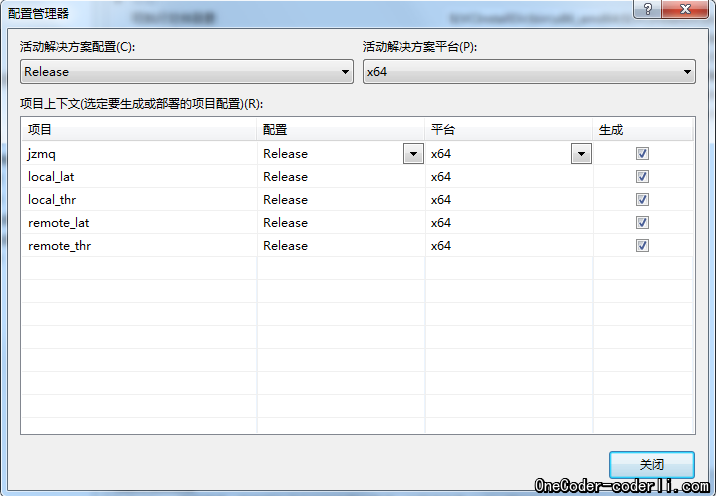 配置管理器
活动解决方案配置(C):
活动解决方案平台(P):
Release
x64
项目上下文(选定要生成或部署的项目配置)(R):
项目 配置 平台 生成
jzmq Release x64
local_lat Release x64
local_thr Release x64
remote_lat Release x64
remote_thr Release x64
关闭
OneCoder-coderli.com